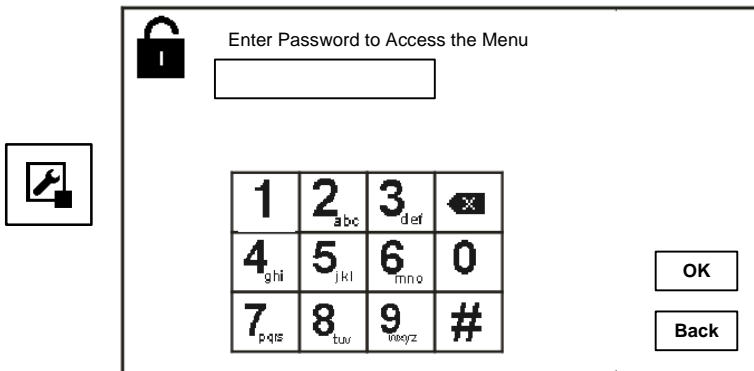 Enter Password to Access the Menu
1 2 abc 3 def X
4 ghi 5 jkl 6 mno 0
7 pqrs 8 tuv 9 wxyz #
OK
Back